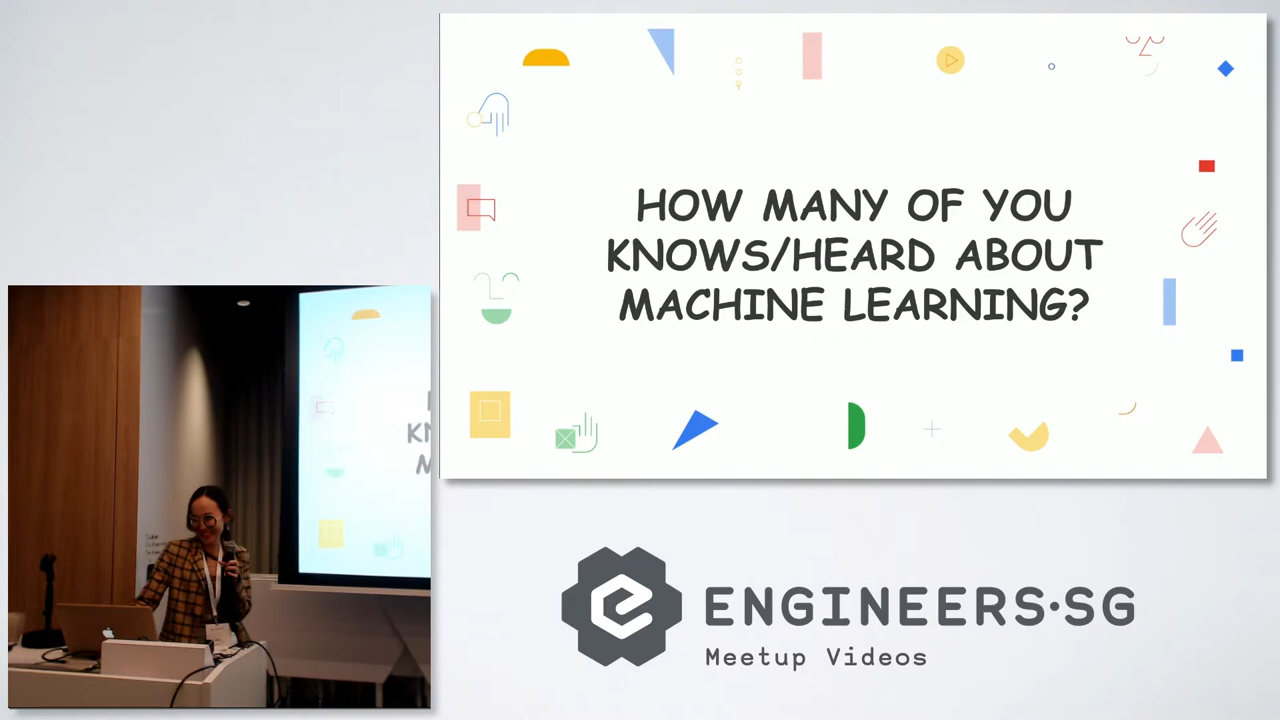 HOW MANY OF YOU
KNOWS/HEARD ABOUT
MACHINE LEARNING?
K
M
ENGINEERS·SG
Meetup Videos